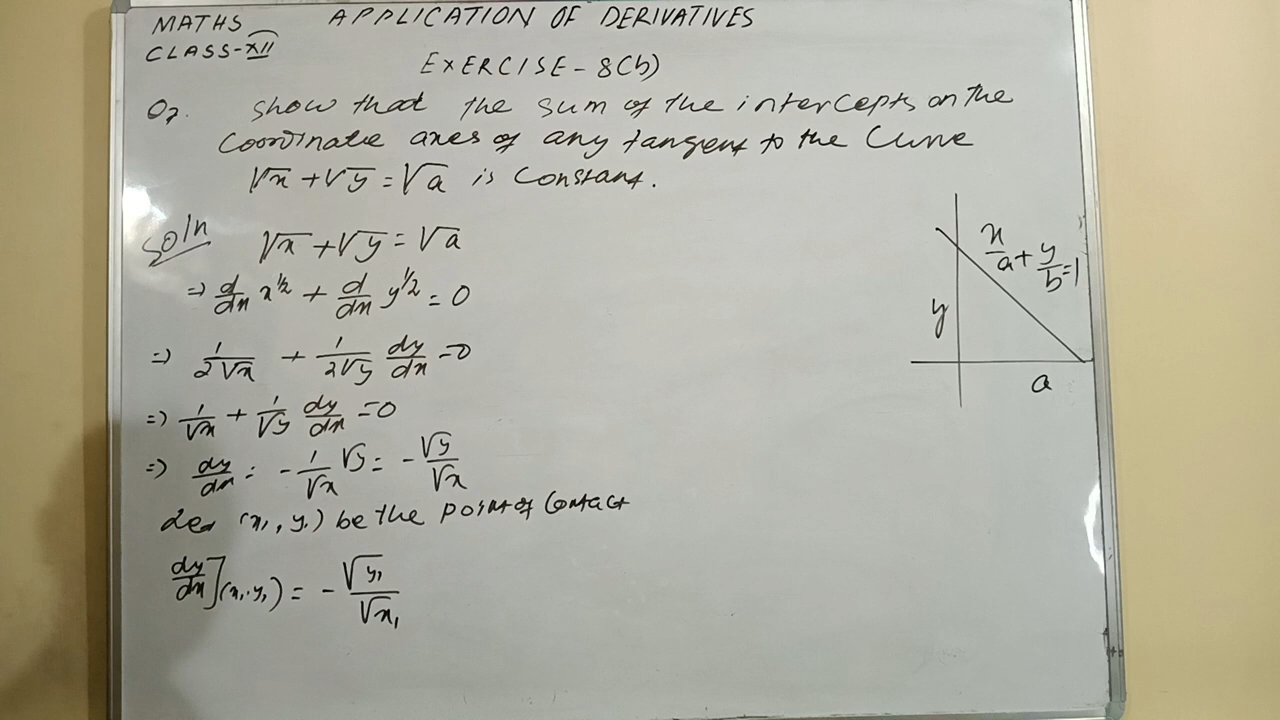 MATHS APPLICATION OF DERIVATIVES
CLASS-XII
EXERCISE-8(b)
Q7. Show that the sum of the intercepts on the
coordinate axes of any tangent to the curve
√x + √y = √a is constant.
Soln √x + √y = √a
⇒ d/dx x^1/2 + d/dx y^1/2 = 0
⇒ 1/2√x + 1/2√y dy/dx = 0
⇒ 1/√x + 1/√y dy/dx = 0
⇒ dy/dx = -1/√x √y = -√y/√x
Let (x₁, y₁) be the point of contact
dy/dx](x₁,y₁) = -√y₁/√x₁
x/a + y/b = 1
y
a